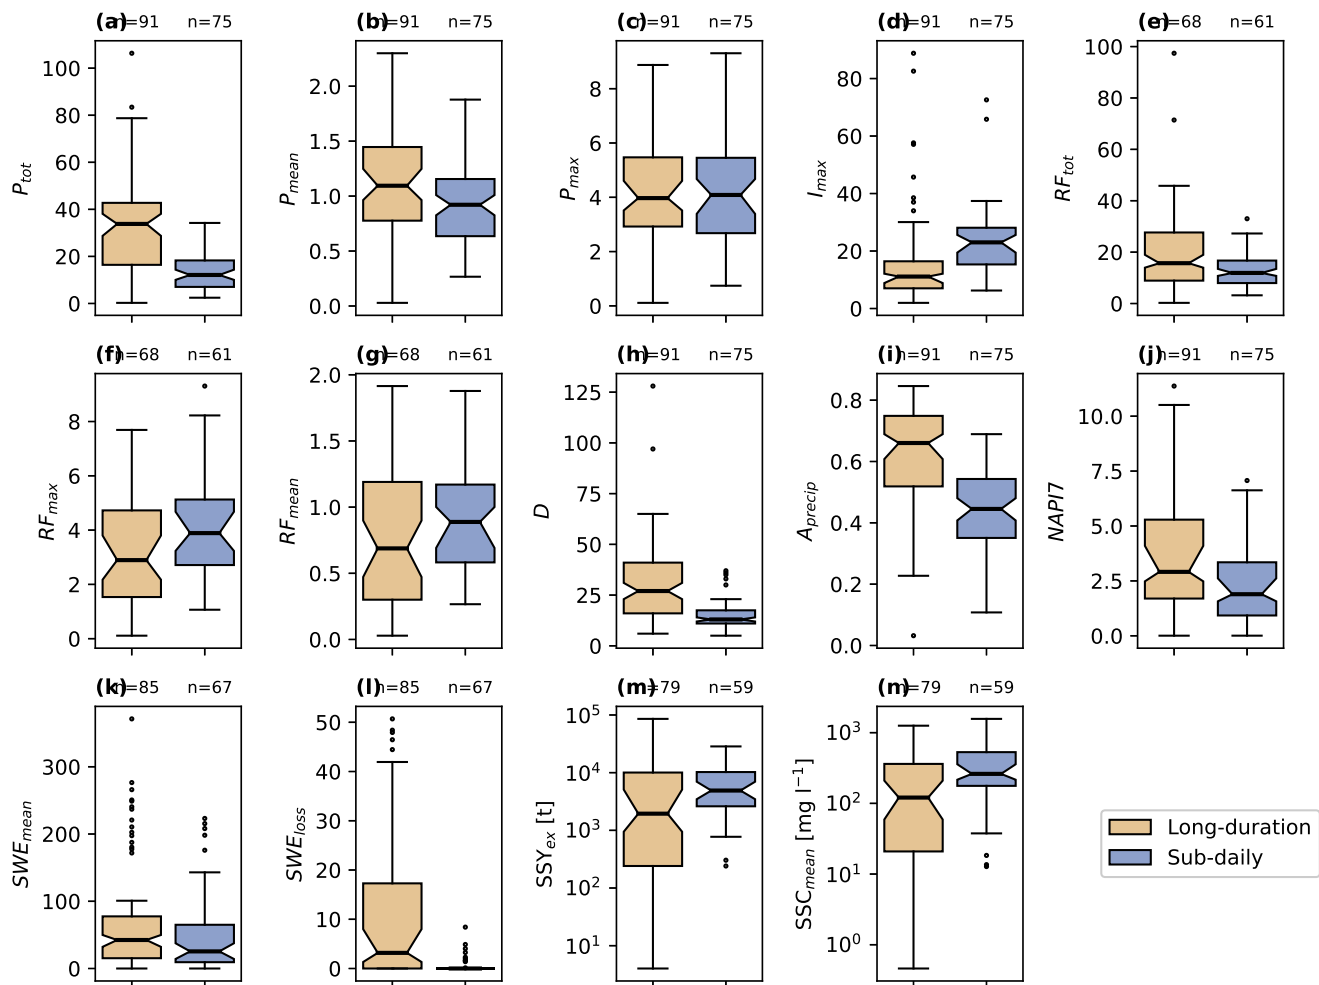 (a) n=91 n=75
P_tot
100
80
60
40
20
0
(b) n=91 n=75
P_mean
2.0
1.5
1.0
0.5
0.0
(c) n=91 n=75
P_max
8
6
4
2
0
(d) n=91 n=75
I_max
80
60
40
20
0
(e) n=68 n=61
RF_tot
100
80
60
40
20
0
(f) n=68 n=61
RF_max
8
6
4
2
0
(g) n=68 n=61
RF_mean
2.0
1.5
1.0
0.5
0.0
(h) n=91 n=75
D
125
100
75
50
25
0
(i) n=91 n=75
A_precip
0.8
0.6
0.4
0.2
0.0
(j) n=91 n=75
NAPI7
10.0
7.5
5.0
2.5
0.0
(k) n=85 n=67
SWE_mean
300
200
100
0
(l) n=85 n=67
SWE_loss
50
40
30
20
10
0
(m) n=79 n=59
SSY_ex [t]
10^5
10^4
10^3
10^2
10^1
(n) n=79 n=59
SSC_mean [mg l^−1]
10^3
10^2
10^1
10^0
Long-duration
Sub-daily